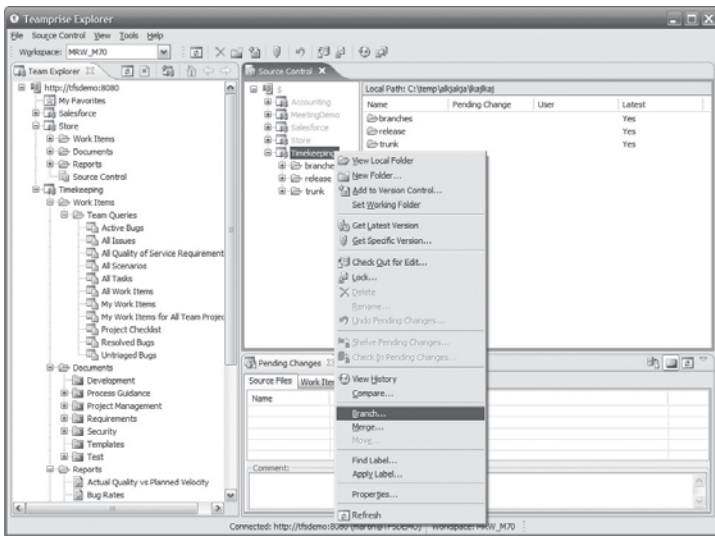 Teamprise Explorer
File Source Control View Tools Help
Workspace: MRW_M70
Team Explorer
http://tfsdemo:8080
My Favorites
Salesforce
Store
Work Items
Documents
Reports
Source Control
Timekeeping
Work Items
Team Queries
Active Bugs
All Issues
All Quality of Service Requirement
All Scenarios
All Tasks
All Work Items
My Work Items
My Work Items for All Team Projec
Project Checklist
Resolved Bugs
Untriaged Bugs
Documents
Development
Process Guidance
Project Management
Requirements
Security
Templates
Test
Reports
Actual Quality vs Planned Velocity
Bug Rates
Source Control
$
Accounting
MeetingDemo
Salesforce
Store
Timekeeping
branche
release
trunk
Local Path: C:\temp\alkjakja\lkajlkaj
Name Pending Change User Latest
branches Yes
release Yes
trunk Yes
View Local Folder
New Folder...
Add to Version Control...
Set Working Folder
Get Latest Version
Get Specific Version...
Check Out for Edit...
Lock...
Delete
Rename...
Undo Pending Changes...
Shelve Pending Changes...
Check In Pending Changes...
View History
Compare...
Branch...
Merge...
Move...
Find Label...
Apply Label...
Properties...
Refresh
Pending Changes
Source Files Work Iter
Name
Comment:
Connected: http://tfsdemo:8080 (martin@TFSDEMO) Workspace: MRW_M70